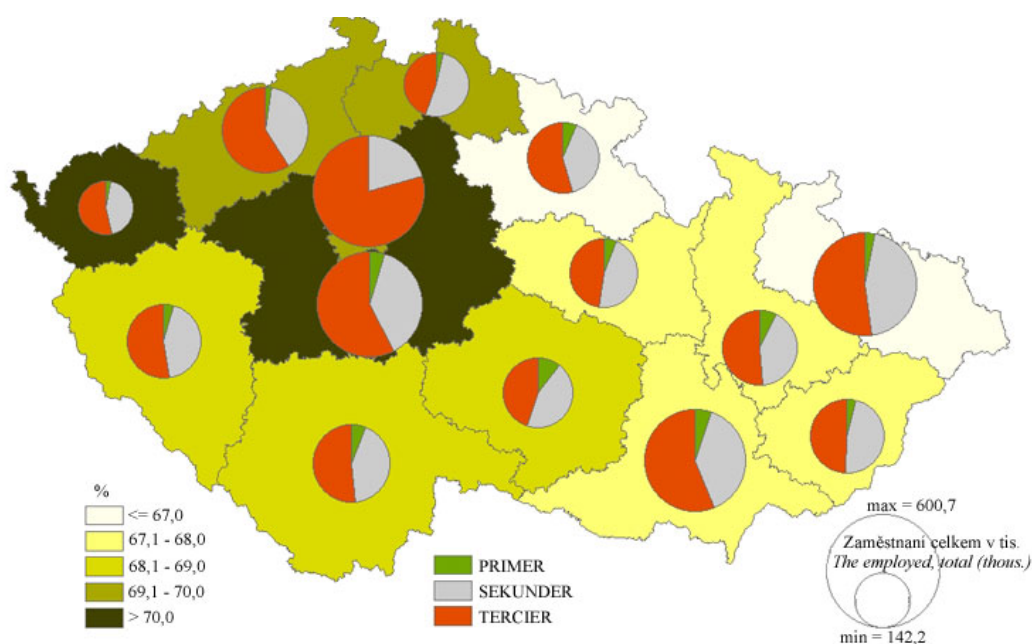 %
<= 67,0
67,1 - 68,0
68,1 - 69,0
69,1 - 70,0
> 70,0
PRIMER
SEKUNDER
TERCIER
max = 600,7
Zaměstnaní celkem v tis.
The employed, total (thous.)
min = 142,2